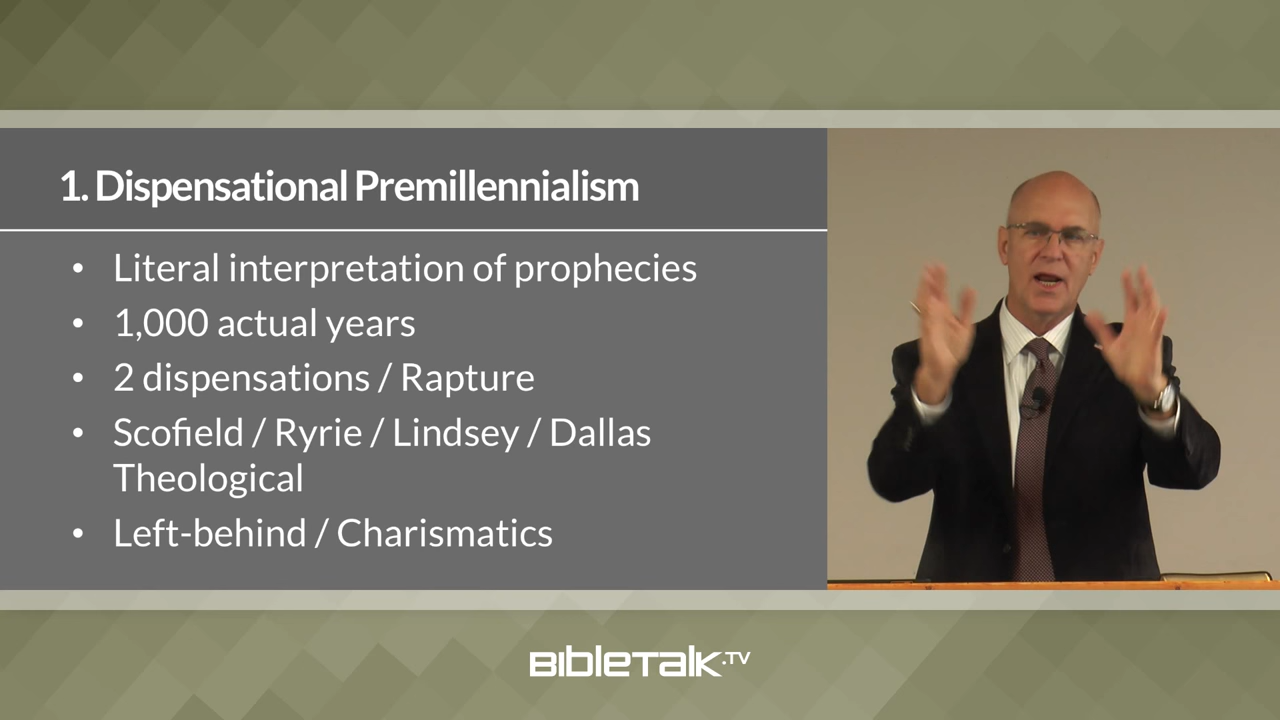 1. Dispensational Premillennialism
• Literal interpretation of prophecies
• 1,000 actual years
• 2 dispensations / Rapture
• Scofield / Ryrie / Lindsey / Dallas
Theological
• Left-behind / Charismatics
BibleTalk.TV